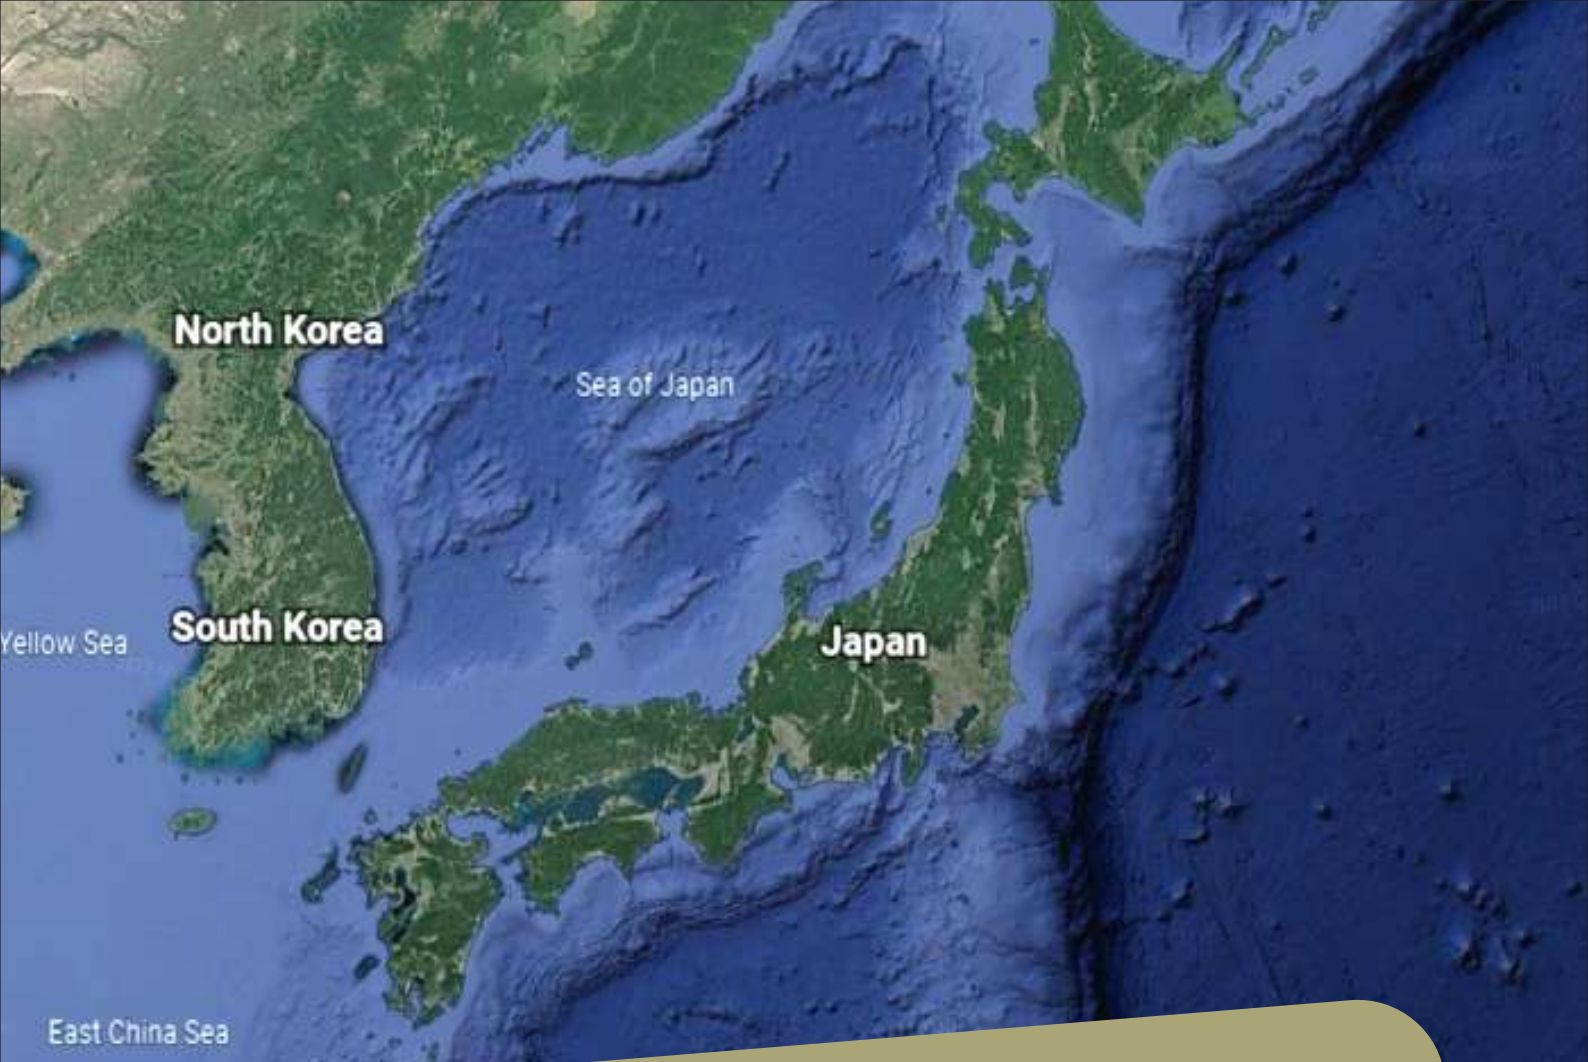 North Korea
Sea of Japan
South Korea
Yellow Sea
Japan
East China Sea